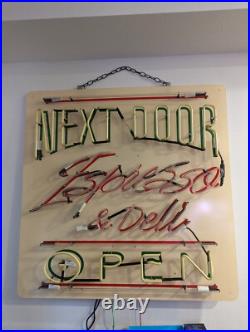 NEXT DOOR
Espresso
& Deli
OPEN